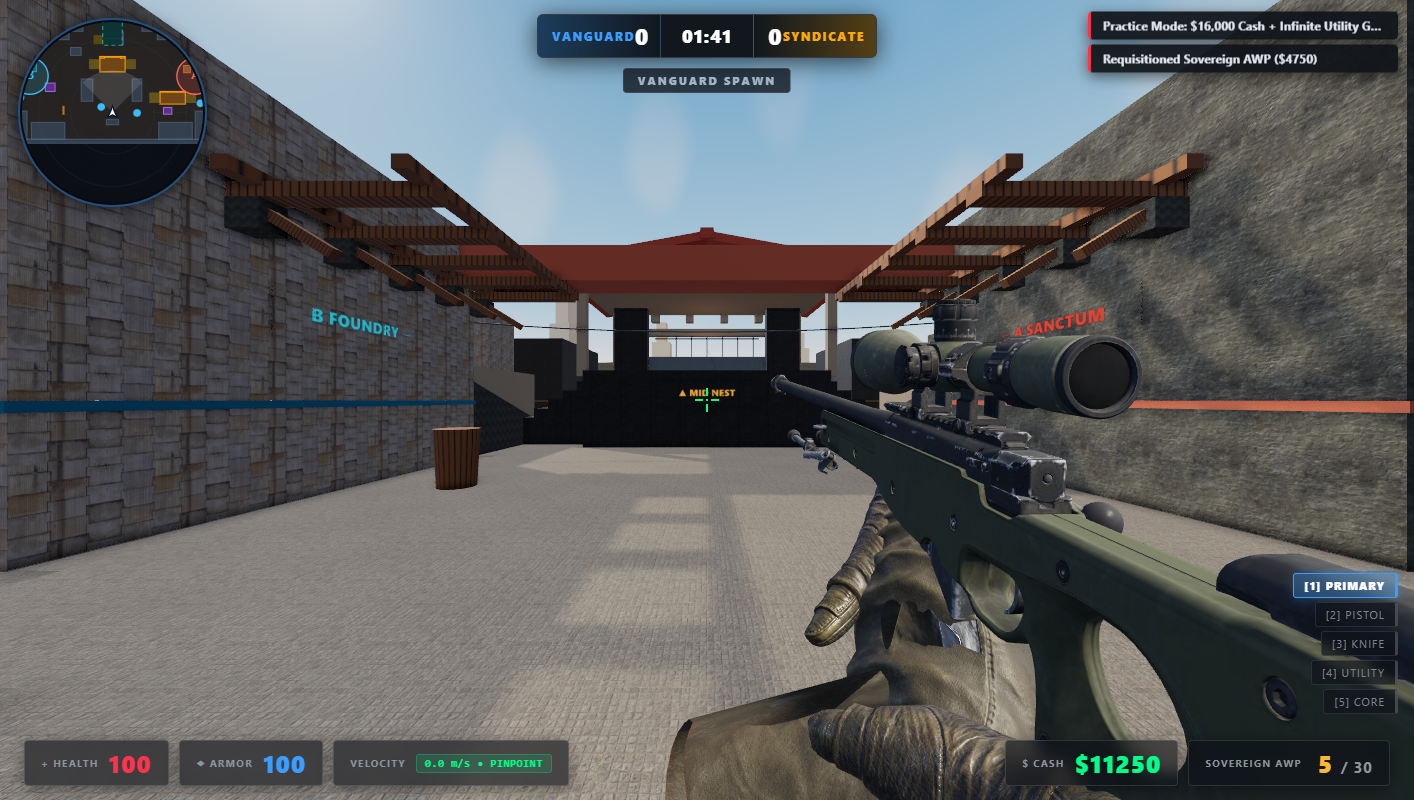 VANGUARD 0 01:41 0 SYNDICATE
VANGUARD SPAWN
Practice Mode: $16,000 Cash + Infinite Utility G...
Requisitioned Sovereign AWP ($4750)
B
A
B FOUNDRY
A SANCTUM
▲ MID NEST
[1] PRIMARY
[2] PISTOL
[3] KNIFE
[4] UTILITY
[5] CORE
+ HEALTH 100
ARMOR 100
VELOCITY 0.0 m/s • PINPOINT
$ CASH $11250
SOVEREIGN AWP 5 / 30